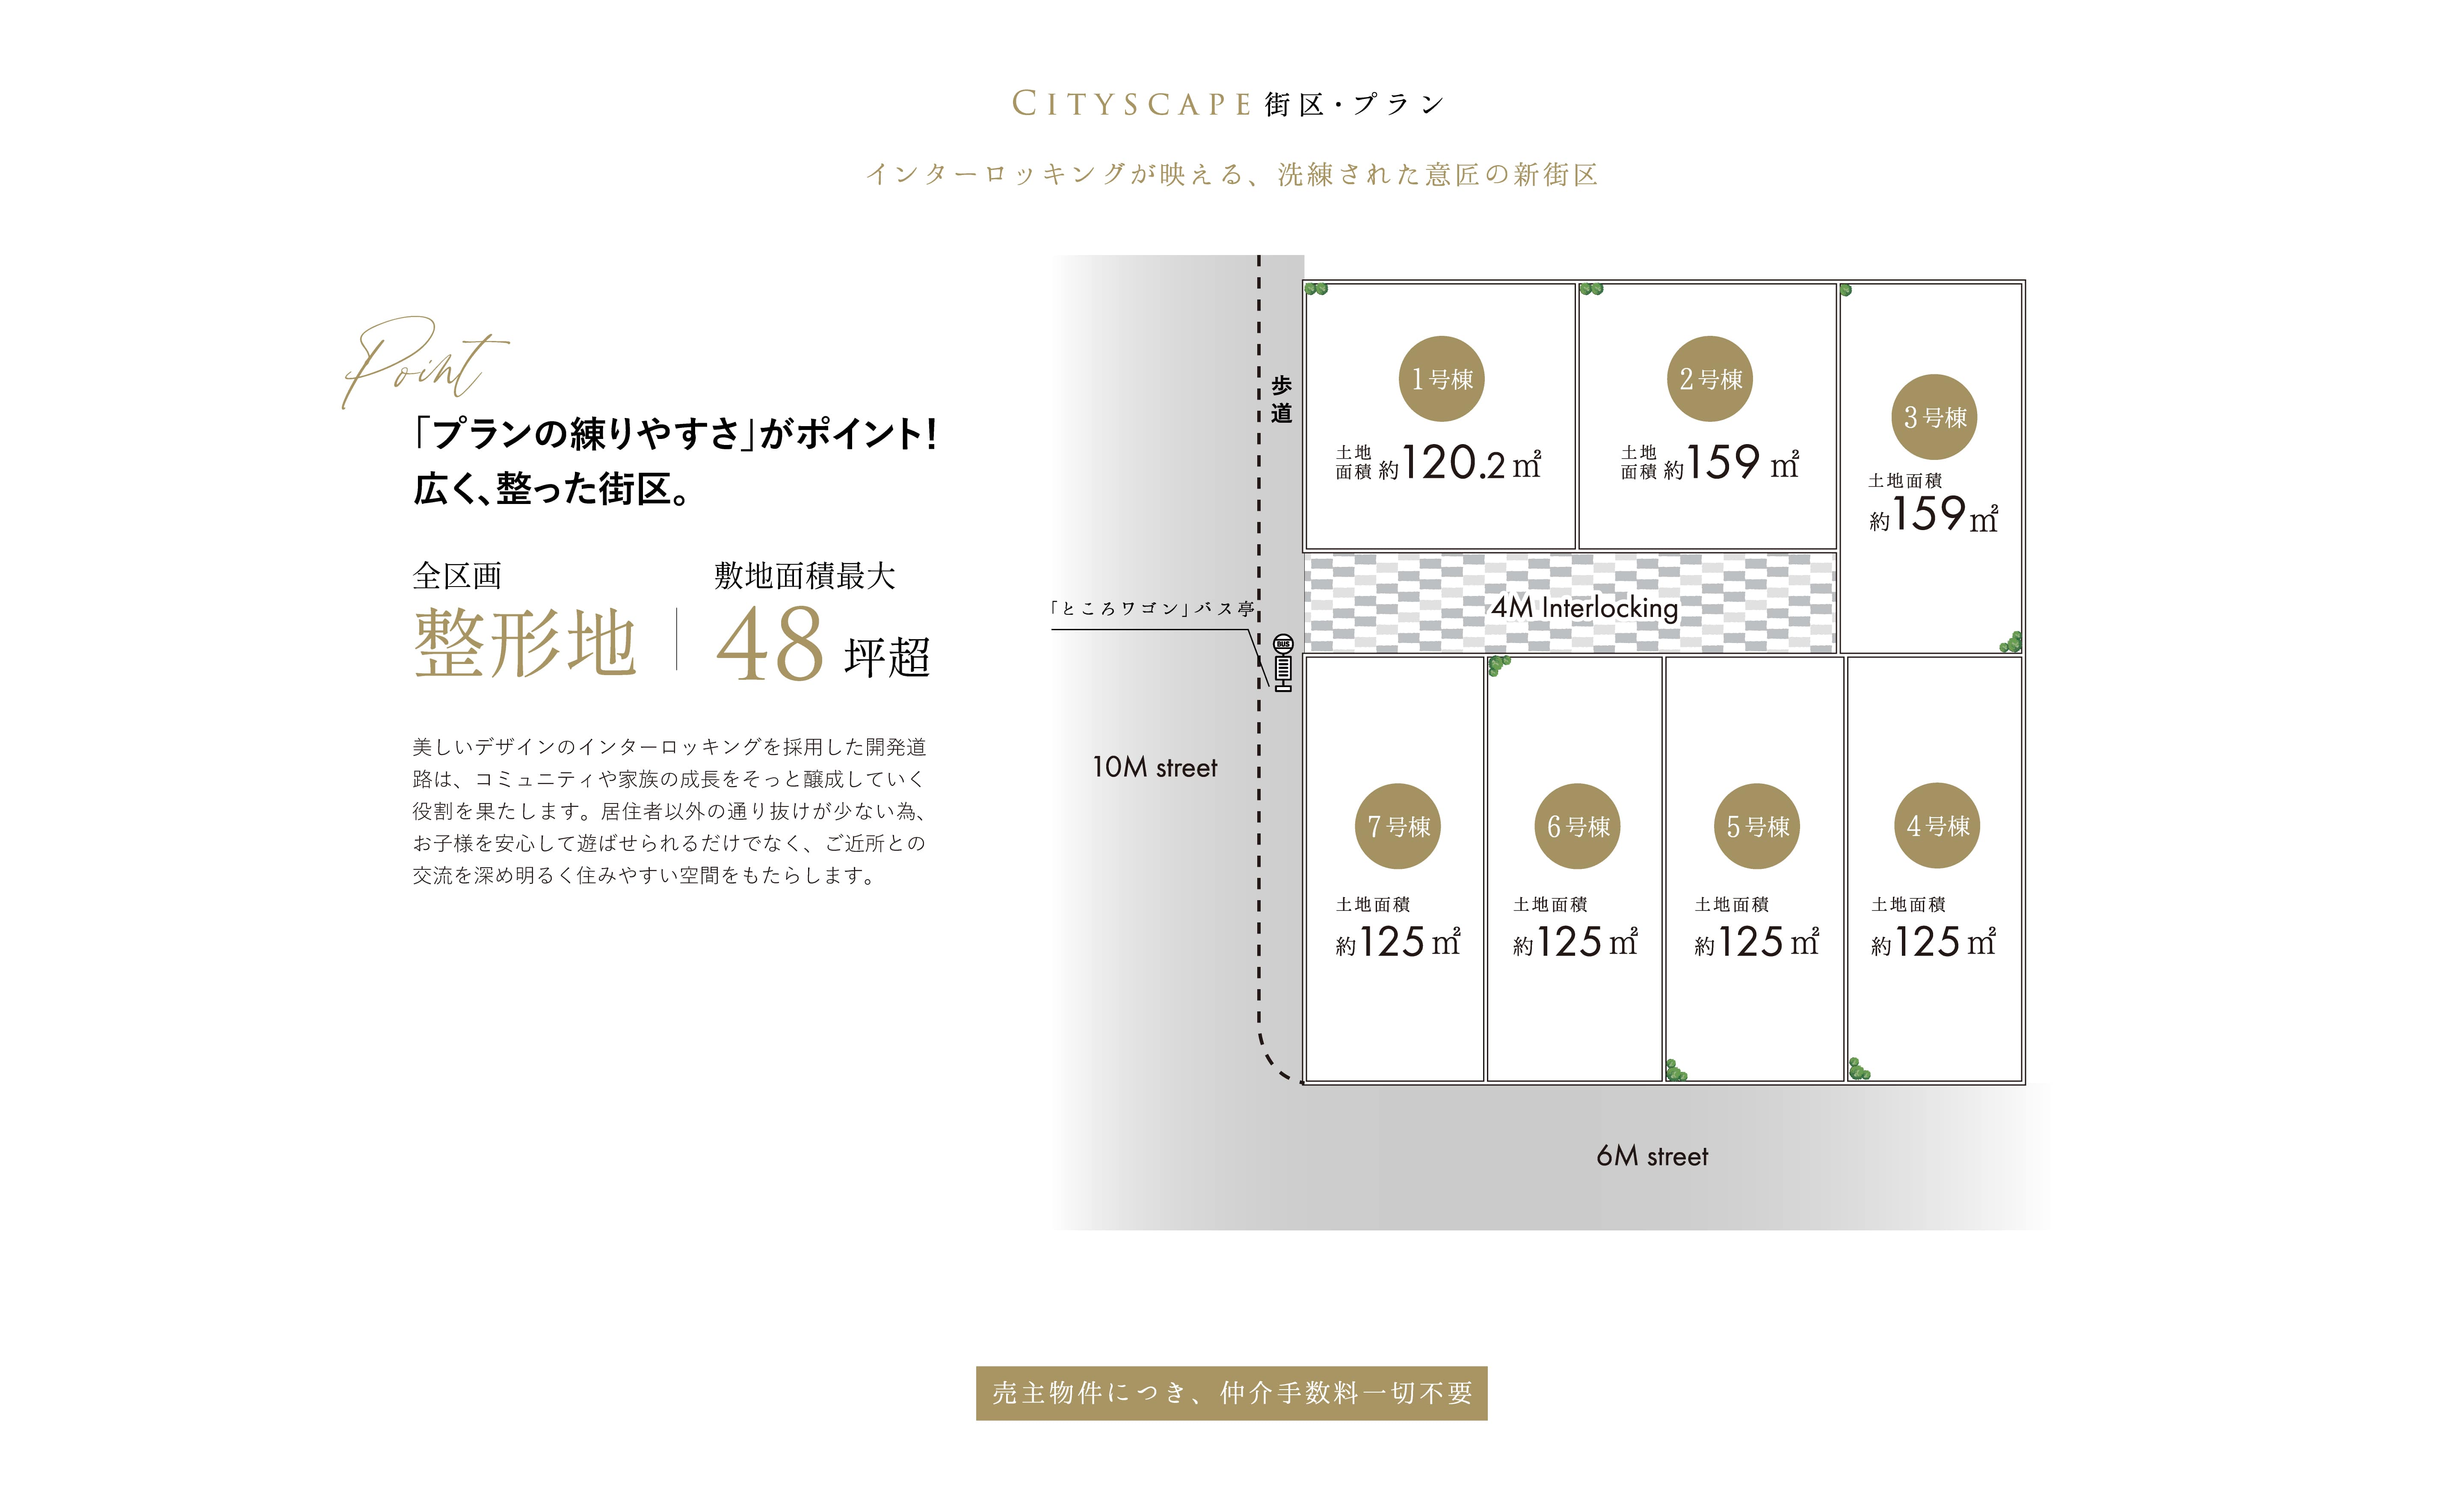 CITYSCAPE 街区・プラン
インターロッキングが映える、洗練された意匠の新街区
Point
「プランの練りやすさ」がポイント！
広く、整った街区。
全区画
整形地
敷地面積最大
48坪超
美しいデザインのインターロッキングを採用した開発道
路は、コミュニティや家族の成長をそっと醸成していく
役割を果たします。居住者以外の通り抜けが少ない為、
お子様を安心して遊ばせられるだけでなく、ご近所との
交流を深め明るく住みやすい空間をもたらします。
歩道
「ところワゴン」バス亭
BUS
10M street
1号棟
土地面積 約120.2㎡
2号棟
土地面積 約159㎡
3号棟
土地面積
約159㎡
4M Interlocking
7号棟
土地面積
約125㎡
6号棟
土地面積
約125㎡
5号棟
土地面積
約125㎡
4号棟
土地面積
約125㎡
6M street
売主物件につき、仲介手数料一切不要